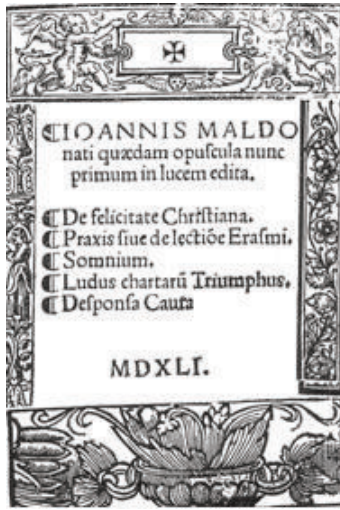 ⸿IOANNIS MALDO
nati quædam opuſcula nunc
primum in lucem edita.
⸿De felicitate Chriſtiana.
⸿Praxis ſiue de lectiõe Eraſmi.
⸿Somnium.
⸿Ludus chartarũ Triumphus.
⸿Deſponſa Cauta
MDXLI.